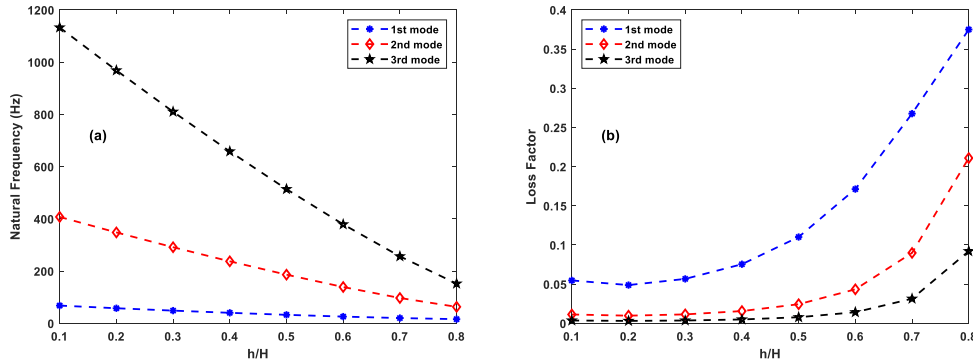 1200
1000
800
600
400
200
0
Natural Frequency (Hz)
(a)
1st mode
2nd mode
3rd mode
0.1 0.2 0.3 0.4 0.5 0.6 0.7 0.8
h/H
0.4
0.35
0.3
0.25
0.2
0.15
0.1
0.05
0
Loss Factor
1st mode
2nd mode
3rd mode
(b)
0.1 0.2 0.3 0.4 0.5 0.6 0.7 0.8
h/H